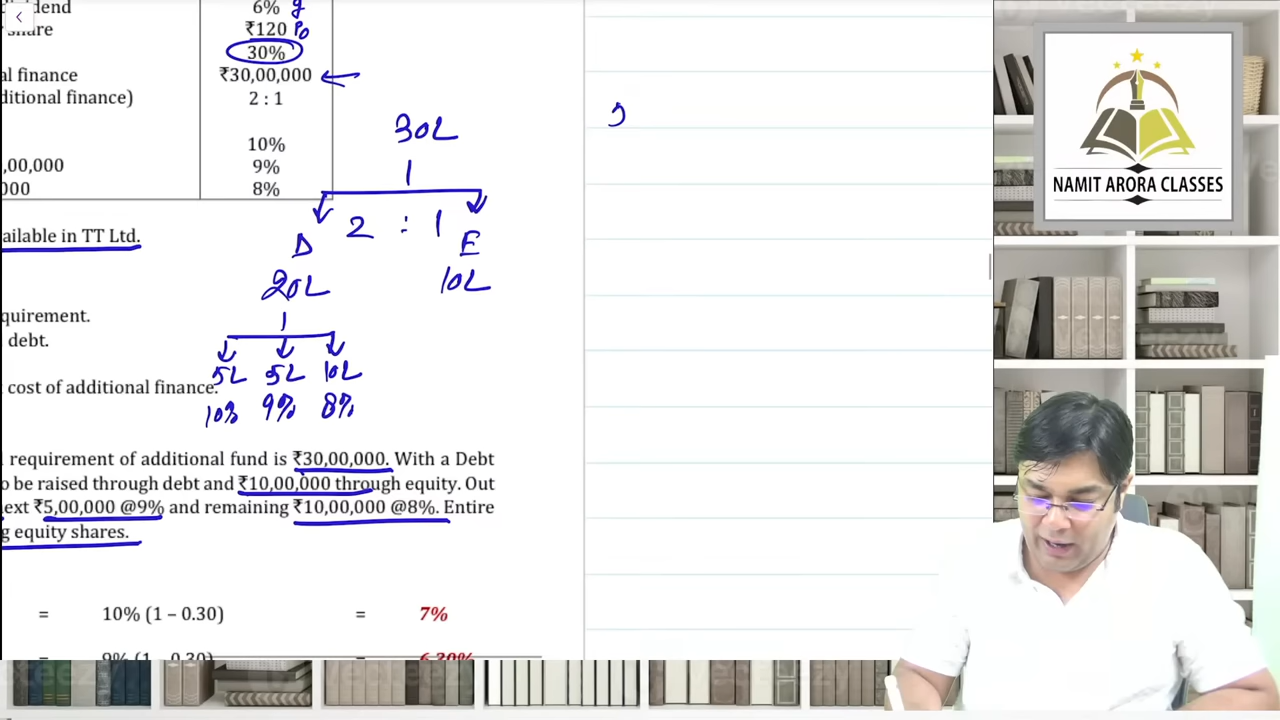 6% g
₹120 P0
30%
al finance ₹30,00,000
ditional finance) 2 : 1
30L
10%
,00,000 9%
000 8%
2 : 1
ailable in TT Ltd.
D E
20L 10L
quirement.
debt.
5L 5L 10L
cost of additional finance.
10% 9% 8%
requirement of additional fund is ₹30,00,000. With a Debt
o be raised through debt and ₹10,00,000 through equity. Out
ext ₹5,00,000 @9% and remaining ₹10,00,000 @8%. Entire
g equity shares.
= 10% (1 – 0.30) = 7%
NAMIT ARORA CLASSES